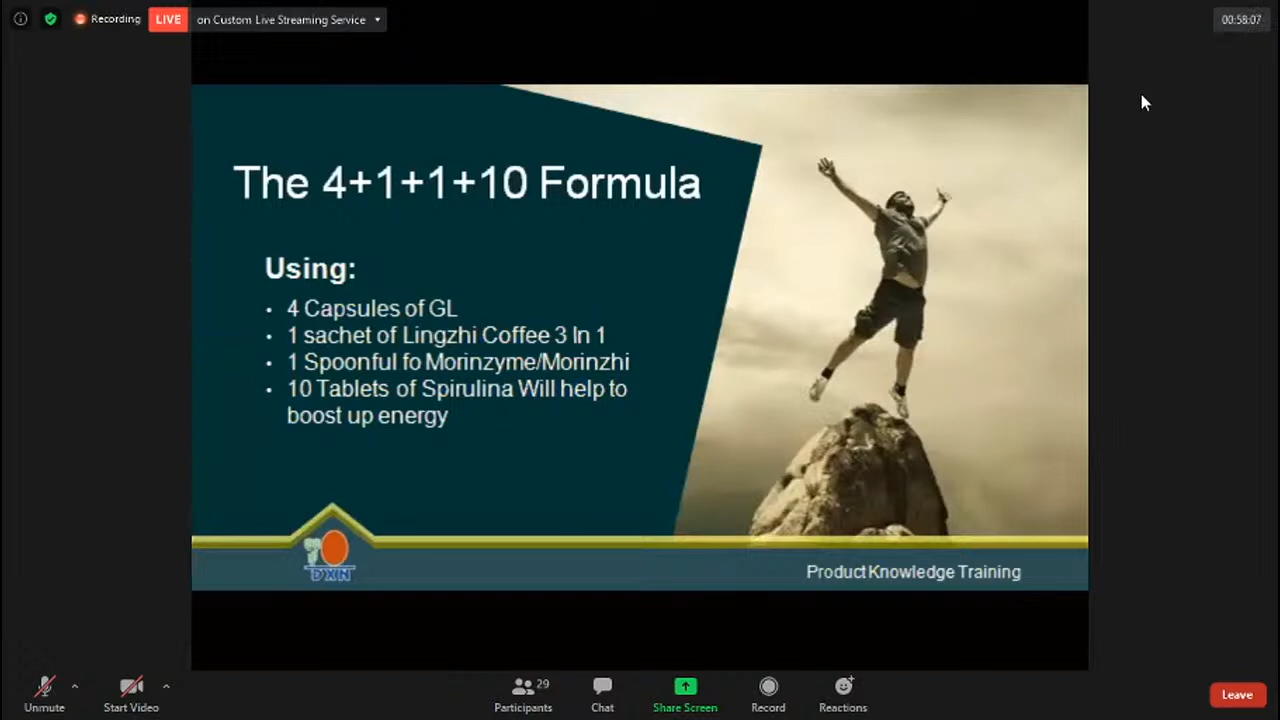 Recording
LIVE on Custom Live Streaming Service
00:58:07
The 4+1+1+10 Formula
Using:
• 4 Capsules of GL
• 1 sachet of Lingzhi Coffee 3 In 1
• 1 Spoonful fo Morinzyme/Morinzhi
• 10 Tablets of Spirulina Will help to
boost up energy
DXN
Product Knowledge Training
Unmute
Start Video
29
Participants
Chat
Share Screen
Record
Reactions
Leave